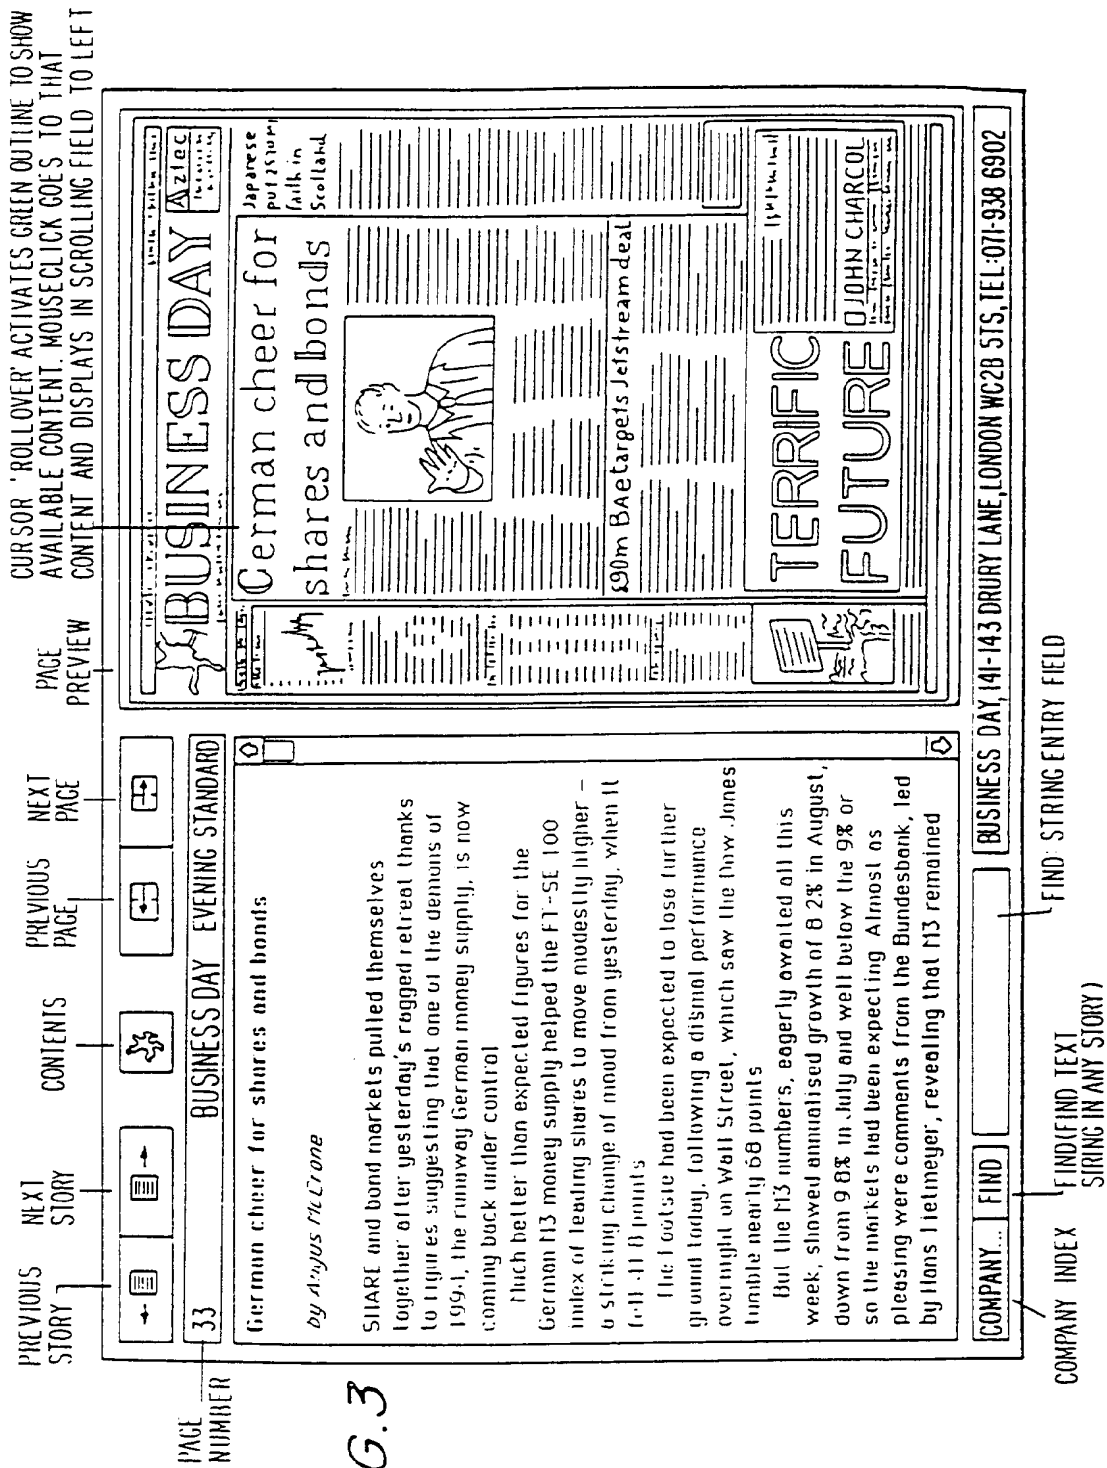 CURSOR 'ROLLOVER' ACTIVATES GREEN OUTLINE TO SHOW
AVAILABLE CONTENT. MOUSECLICK GOES TO THAT
CONTENT AND DISPLAYS IN SCROLLING FIELD TO LEFT
PREVIOUS
STORY
NEXT
STORY
CONTENTS
PREVIOUS
PAGE
NEXT
PAGE
PAGE
PREVIEW
PAGE
NUMBER
33 BUSINESS DAY EVENING STANDARD
German cheer for shares and bonds
by Angus McCrone
SHARE and bond markets pulled themselves
together after yesterday's ragged retreat thanks
to figures suggesting that one of the demons of
1994, the runaway German money supply, is now
coming back under control
Much better than expected figures for the
German M3 money supply helped the FT-SE 100
index of leading shares to move modestly higher –
a striking change of mood from yesterday, when it
fell 41 8 points
The Footsie had been expected to lose further
ground today, following a dismal performance
overnight on Wall Street, which saw the Dow Jones
tumble nearly 68 points
But the M3 numbers, eagerly awaited all this
week, showed annualised growth of 8 2% in August,
down from 9 8% in July and well below the 9% or
so the markets had been expecting Almost as
pleasing were comments from the Bundesbank, led
by Hans Tietmeyer, revealing that M3 remained
BUSINESS DAY
Aztec
German cheer for
shares and bonds
Japanese
put £57um
faith in
Scotland
£90m BAe targets Jetstream deal
TERRIFIC
FUTURE
JOHN CHARCOL
COMPANY... FIND
BUSINESS DAY, 141-143 DRURY LANE, LONDON WC2B 5TS, TEL:071-938 6902
COMPANY INDEX
FIND(FIND TEXT
STRING IN ANY STORY)
FIND: STRING ENTRY FIELD
G.3